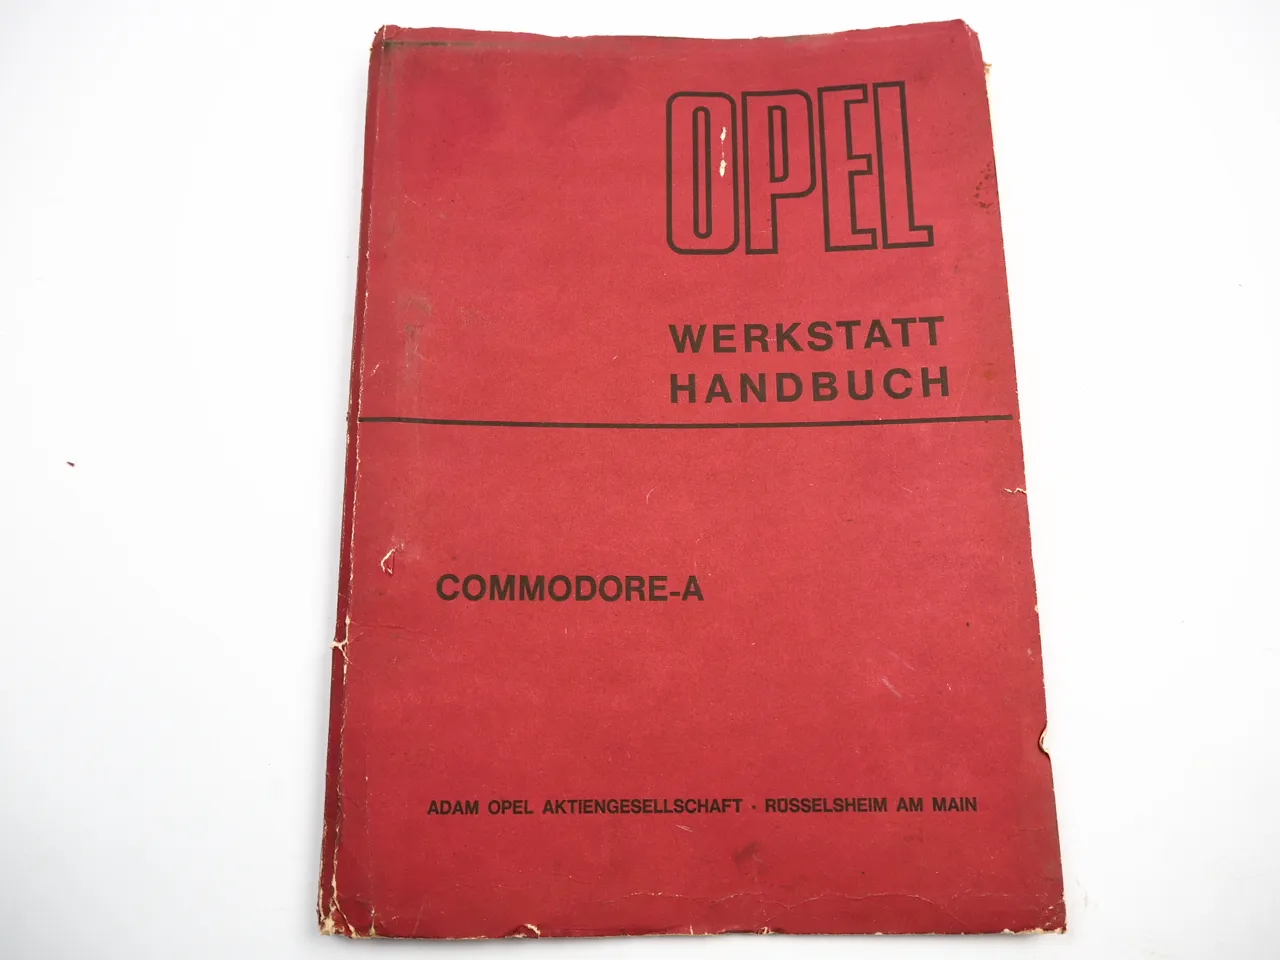 OPEL
WERKSTATT
HANDBUCH
COMMODORE-A
ADAM OPEL AKTIENGESELLSCHAFT · RÜSSELSHEIM AM MAIN